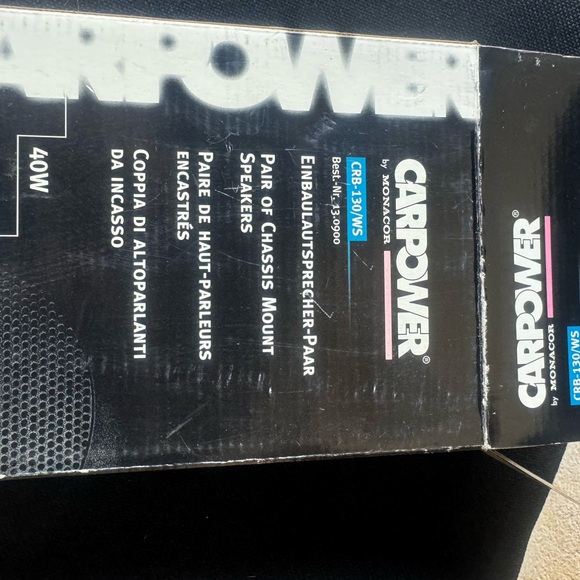 CARPOWER®
by MONACOR
CRB-130/WS
Best.-Nr. 13.0900
EINBAULAUTSPRECHER-PAAR
PAIR OF CHASSIS MOUNT
SPEAKERS
PAIRE DE HAUT-PARLEURS
ENCASTRÉS
COPPIA DI ALTOPARLANTI
DA INCASSO
40W
ARPOWER
CARPOWER®
by MONACOR
CRB-130/WS